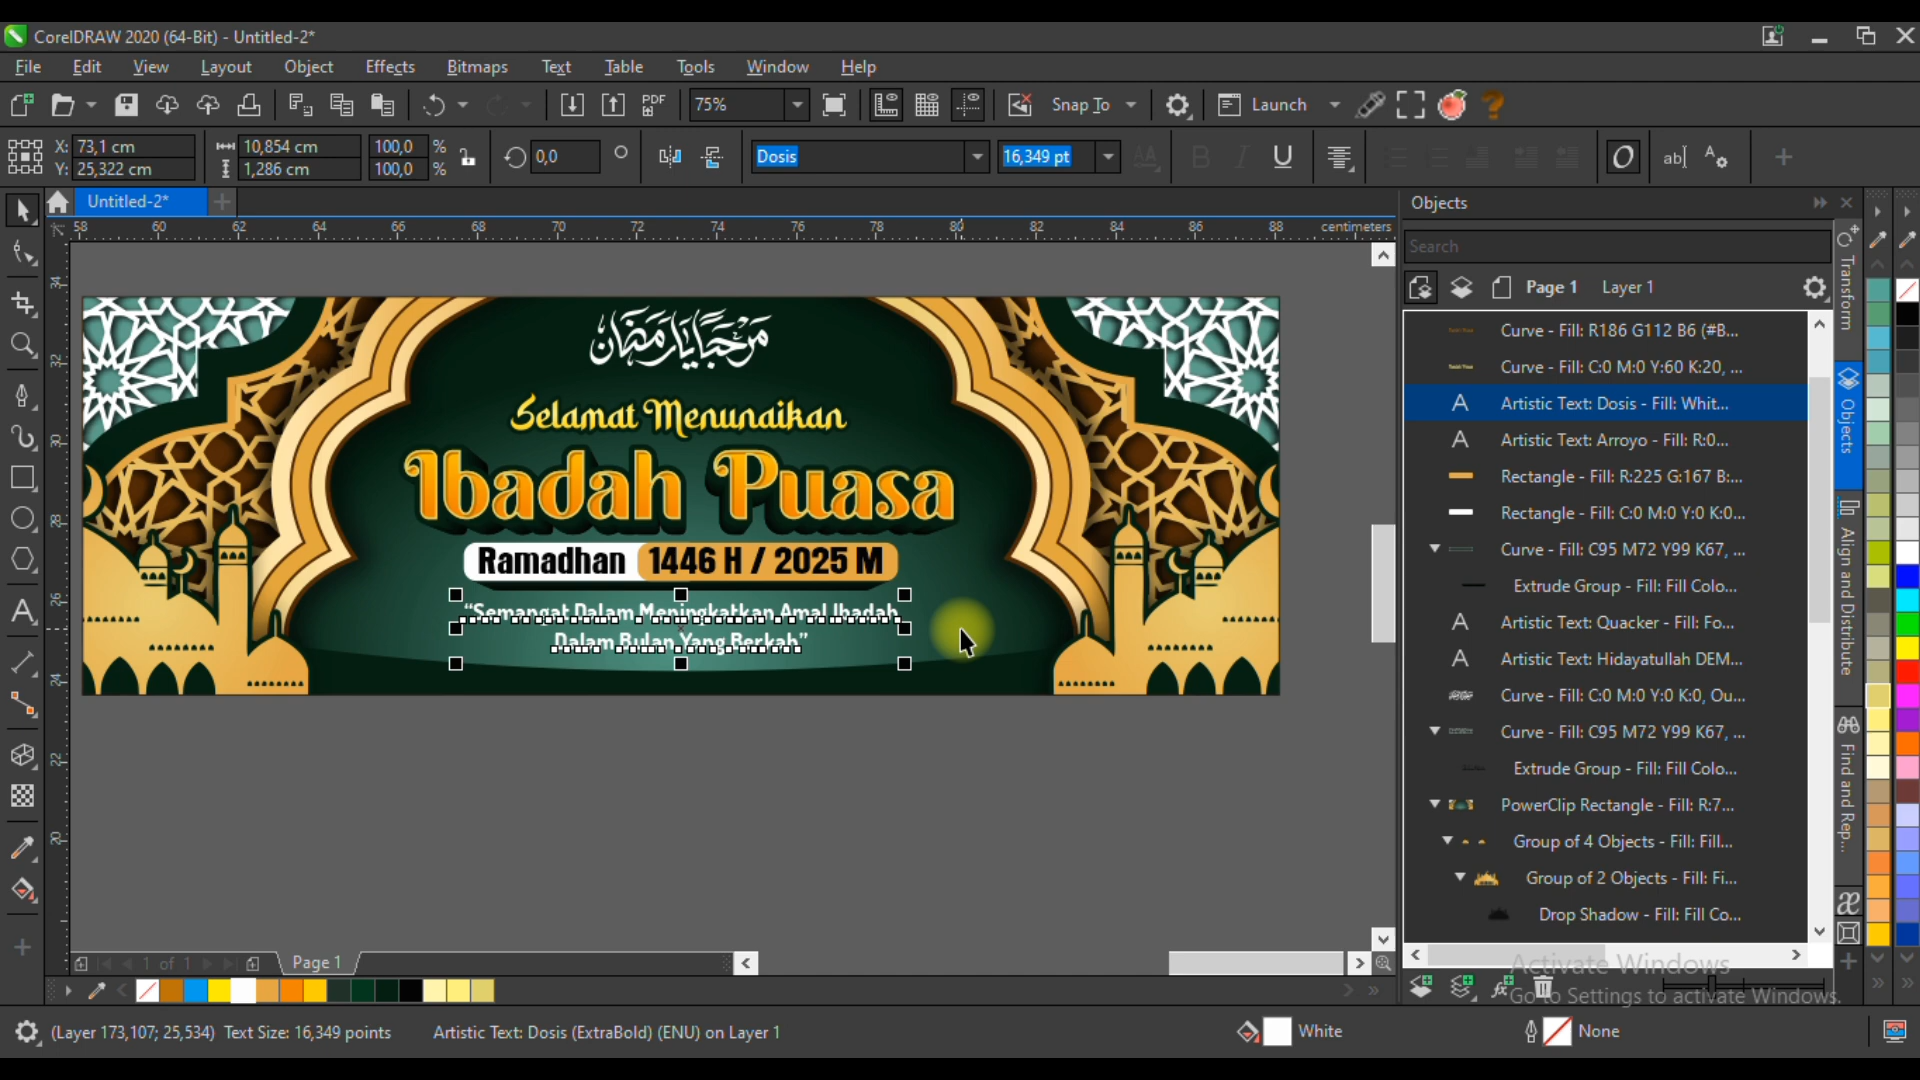 CorelDRAW 2020 (64-Bit) - Untitled-2*
File Edit View Layout Object Effects Bitmaps Text Table Tools Window Help
PDF 75% Snap To Launch
X: 73,1 cm 10,854 cm 100,0 % 0,0 Dosis 16,349 pt
Y: 25,322 cm 1,286 cm 100,0 %
Untitled-2*
58 60 62 64 66 68 70 72 74 76 78 80 82 84 86 88 centimeters
34 32 30 28 26 24 22 20
مرحبا يا رمضان
Selamat Menunaikan
Ibadah Puasa
Ramadhan 1446 H / 2025 M
“Semangat Dalam Meningkatkan Amal Ibadah
Dalam Bulan Yang Berkah”
Objects
Search
Page 1 Layer 1
Curve - Fill: R186 G112 B6 (#B...
Curve - Fill: C:0 M:0 Y:60 K:20, ...
Artistic Text: Dosis - Fill: Whit...
Artistic Text: Arroyo - Fill: R:0...
Rectangle - Fill: R:225 G:167 B:...
Rectangle - Fill: C:0 M:0 Y:0 K:0...
Curve - Fill: C95 M72 Y99 K67, ...
Extrude Group - Fill: Fill Colo...
Artistic Text: Quacker - Fill: Fo...
Artistic Text: Hidayatullah DEM...
Curve - Fill: C:0 M:0 Y:0 K:0, Ou...
Curve - Fill: C95 M72 Y99 K67, ...
Extrude Group - Fill: Fill Colo...
PowerClip Rectangle - Fill: R:7...
Group of 4 Objects - Fill: Fill...
Group of 2 Objects - Fill: Fi...
Drop Shadow - Fill: Fill Co...
Transform
Objects
Align and Distribute
Find and Rep...
1 of 1 Page 1
Activate Windows
Go to Settings to activate Windows.
(Layer 173,107; 25,534) Text Size: 16,349 points Artistic Text: Dosis (ExtraBold) (ENU) on Layer 1 White None